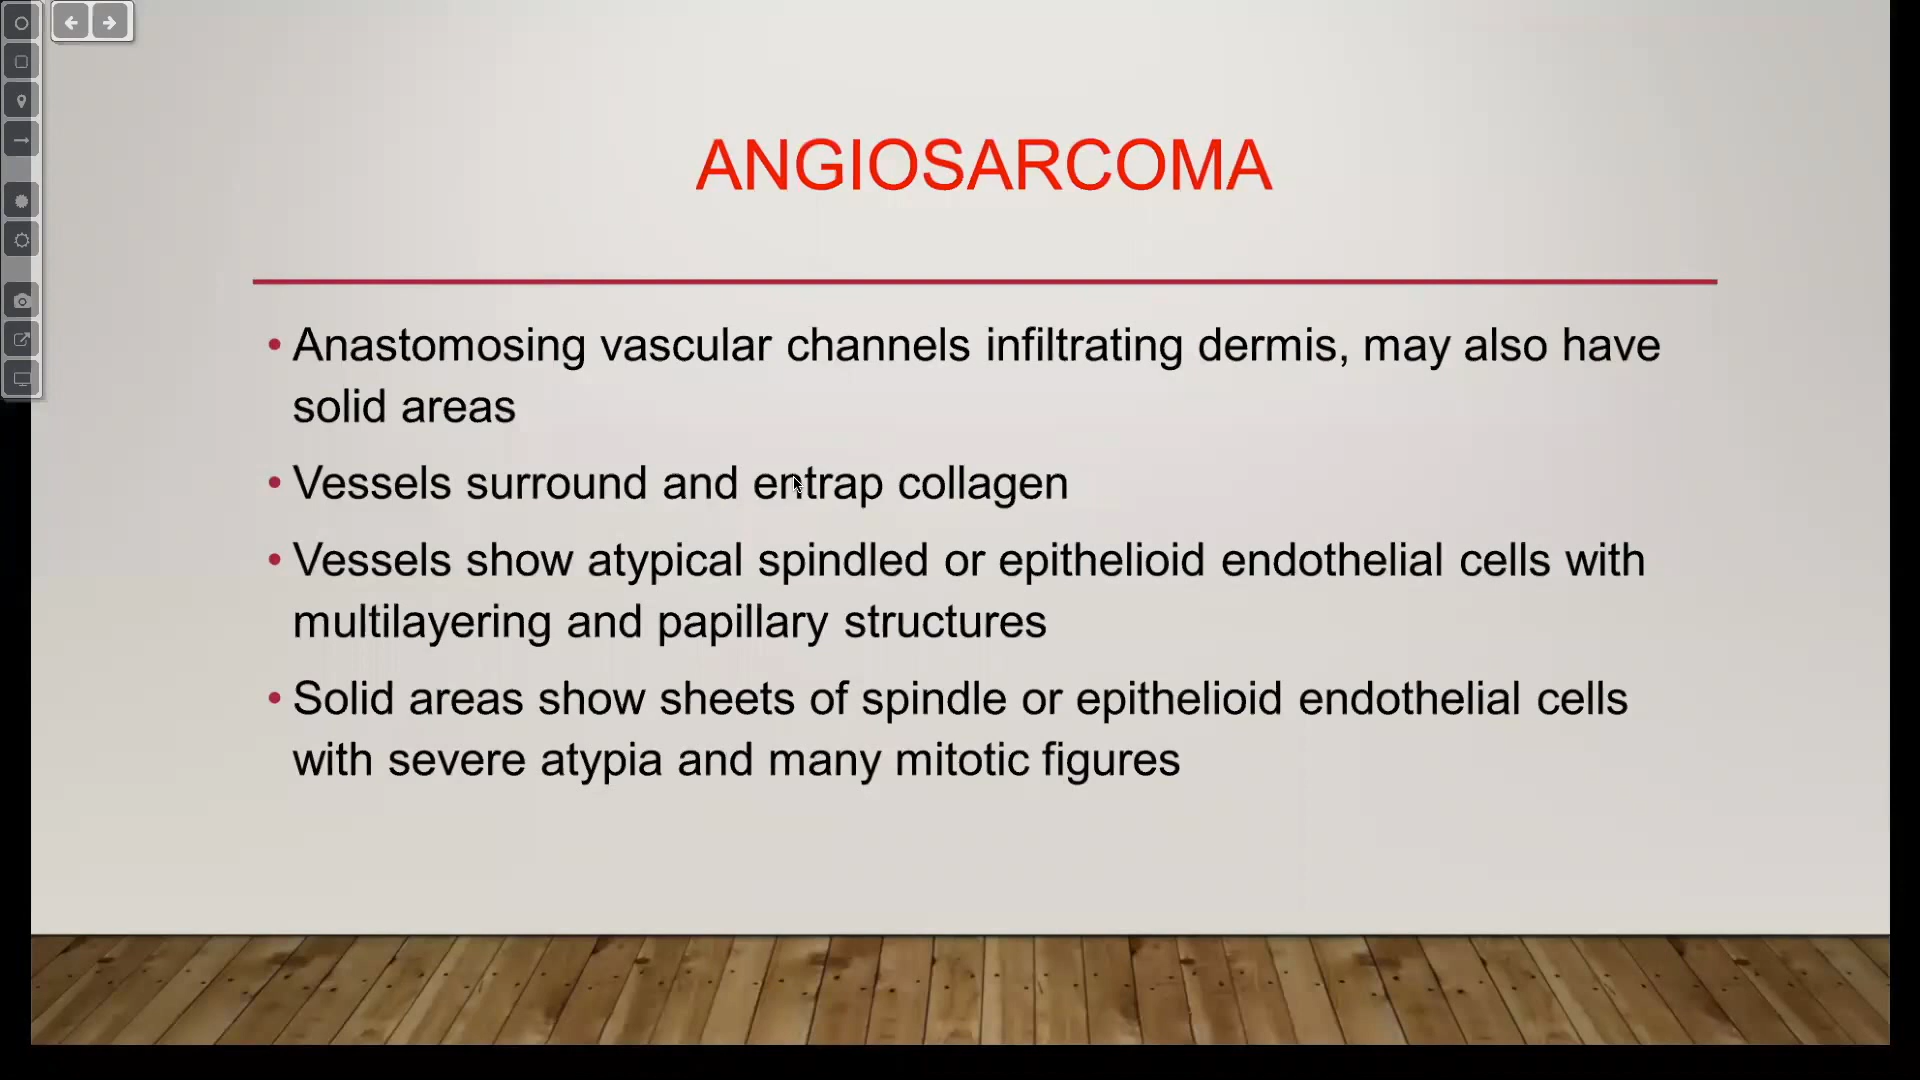 ANGIOSARCOMA
• Anastomosing vascular channels infiltrating dermis, may also have
solid areas
• Vessels surround and entrap collagen
• Vessels show atypical spindled or epithelioid endothelial cells with
multilayering and papillary structures
• Solid areas show sheets of spindle or epithelioid endothelial cells
with severe atypia and many mitotic figures